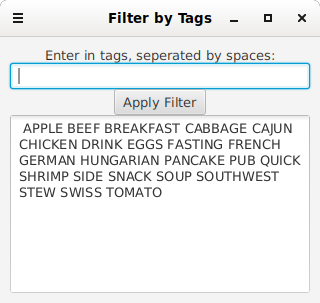 Filter by Tags
Enter in tags, seperated by spaces:
Apply Filter
APPLE BEEF BREAKFAST CABBAGE CAJUN
CHICKEN DRINK EGGS FASTING FRENCH
GERMAN HUNGARIAN PANCAKE PUB QUICK
SHRIMP SIDE SNACK SOUP SOUTHWEST
STEW SWISS TOMATO